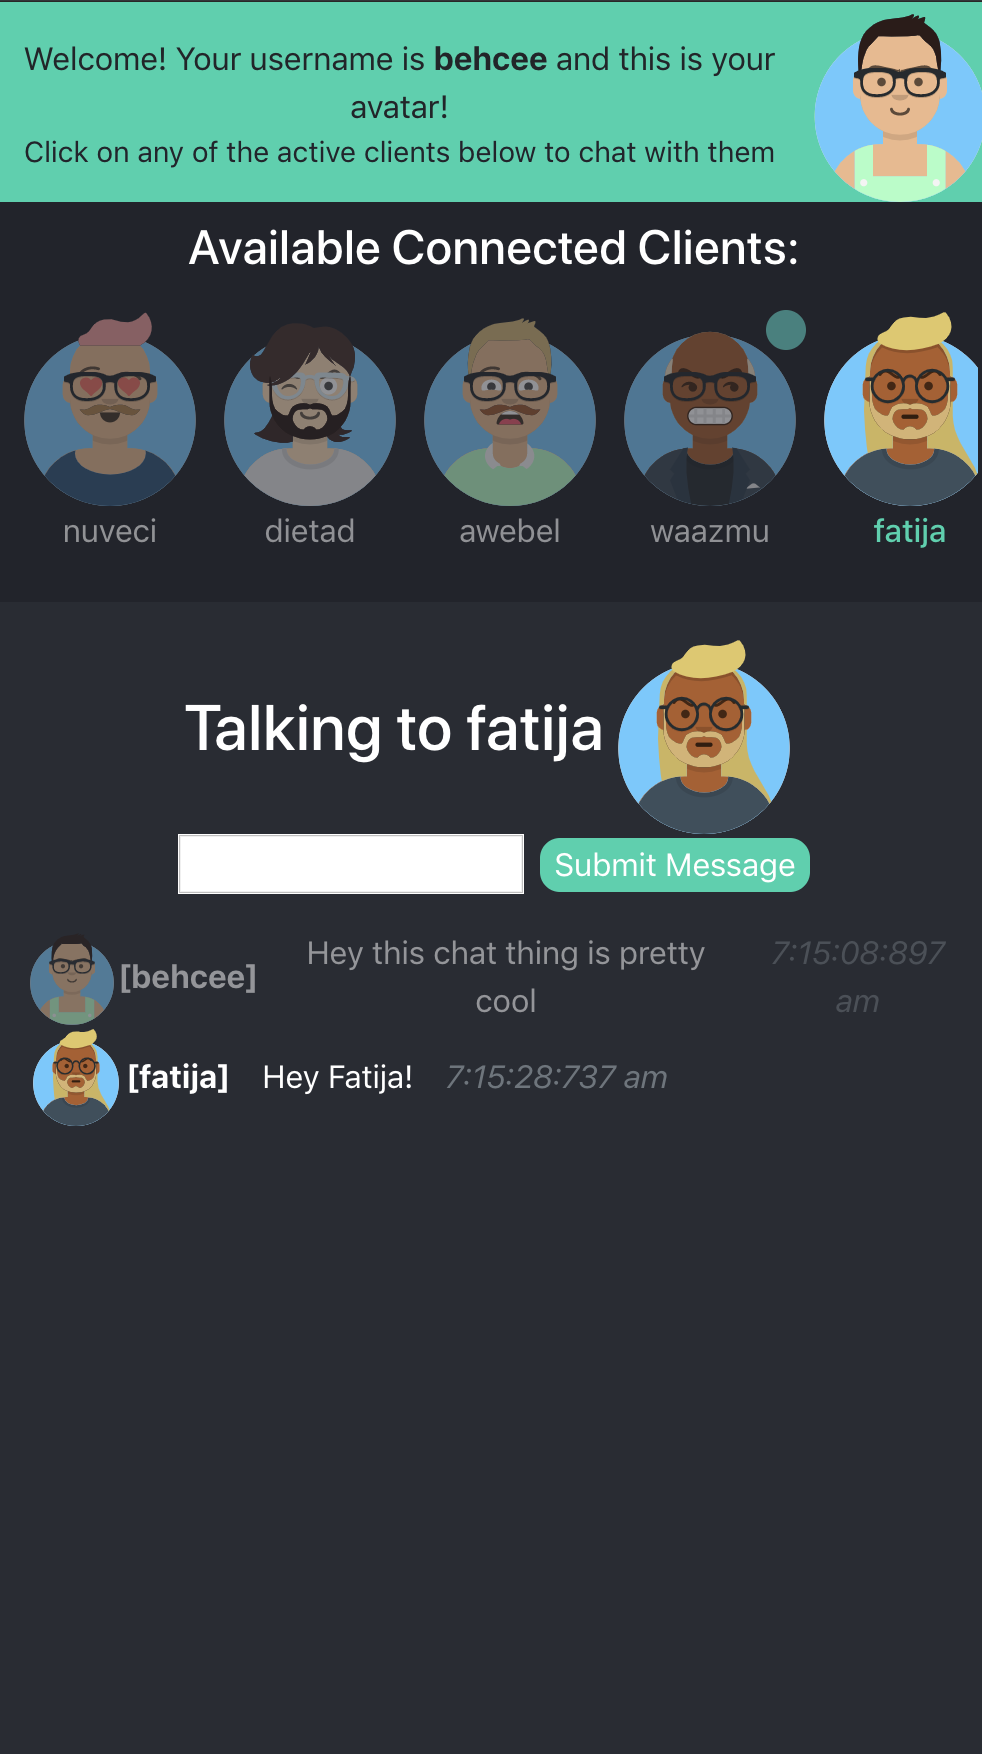 Welcome! Your username is behcee and this is your
avatar!
Click on any of the active clients below to chat with them
Available Connected Clients:
nuveci
dietad
awebel
waazmu
fatija
Talking to fatija
Submit Message
[behcee] Hey this chat thing is pretty 7:15:08:897
cool am
[fatija] Hey Fatija! 7:15:28:737 am